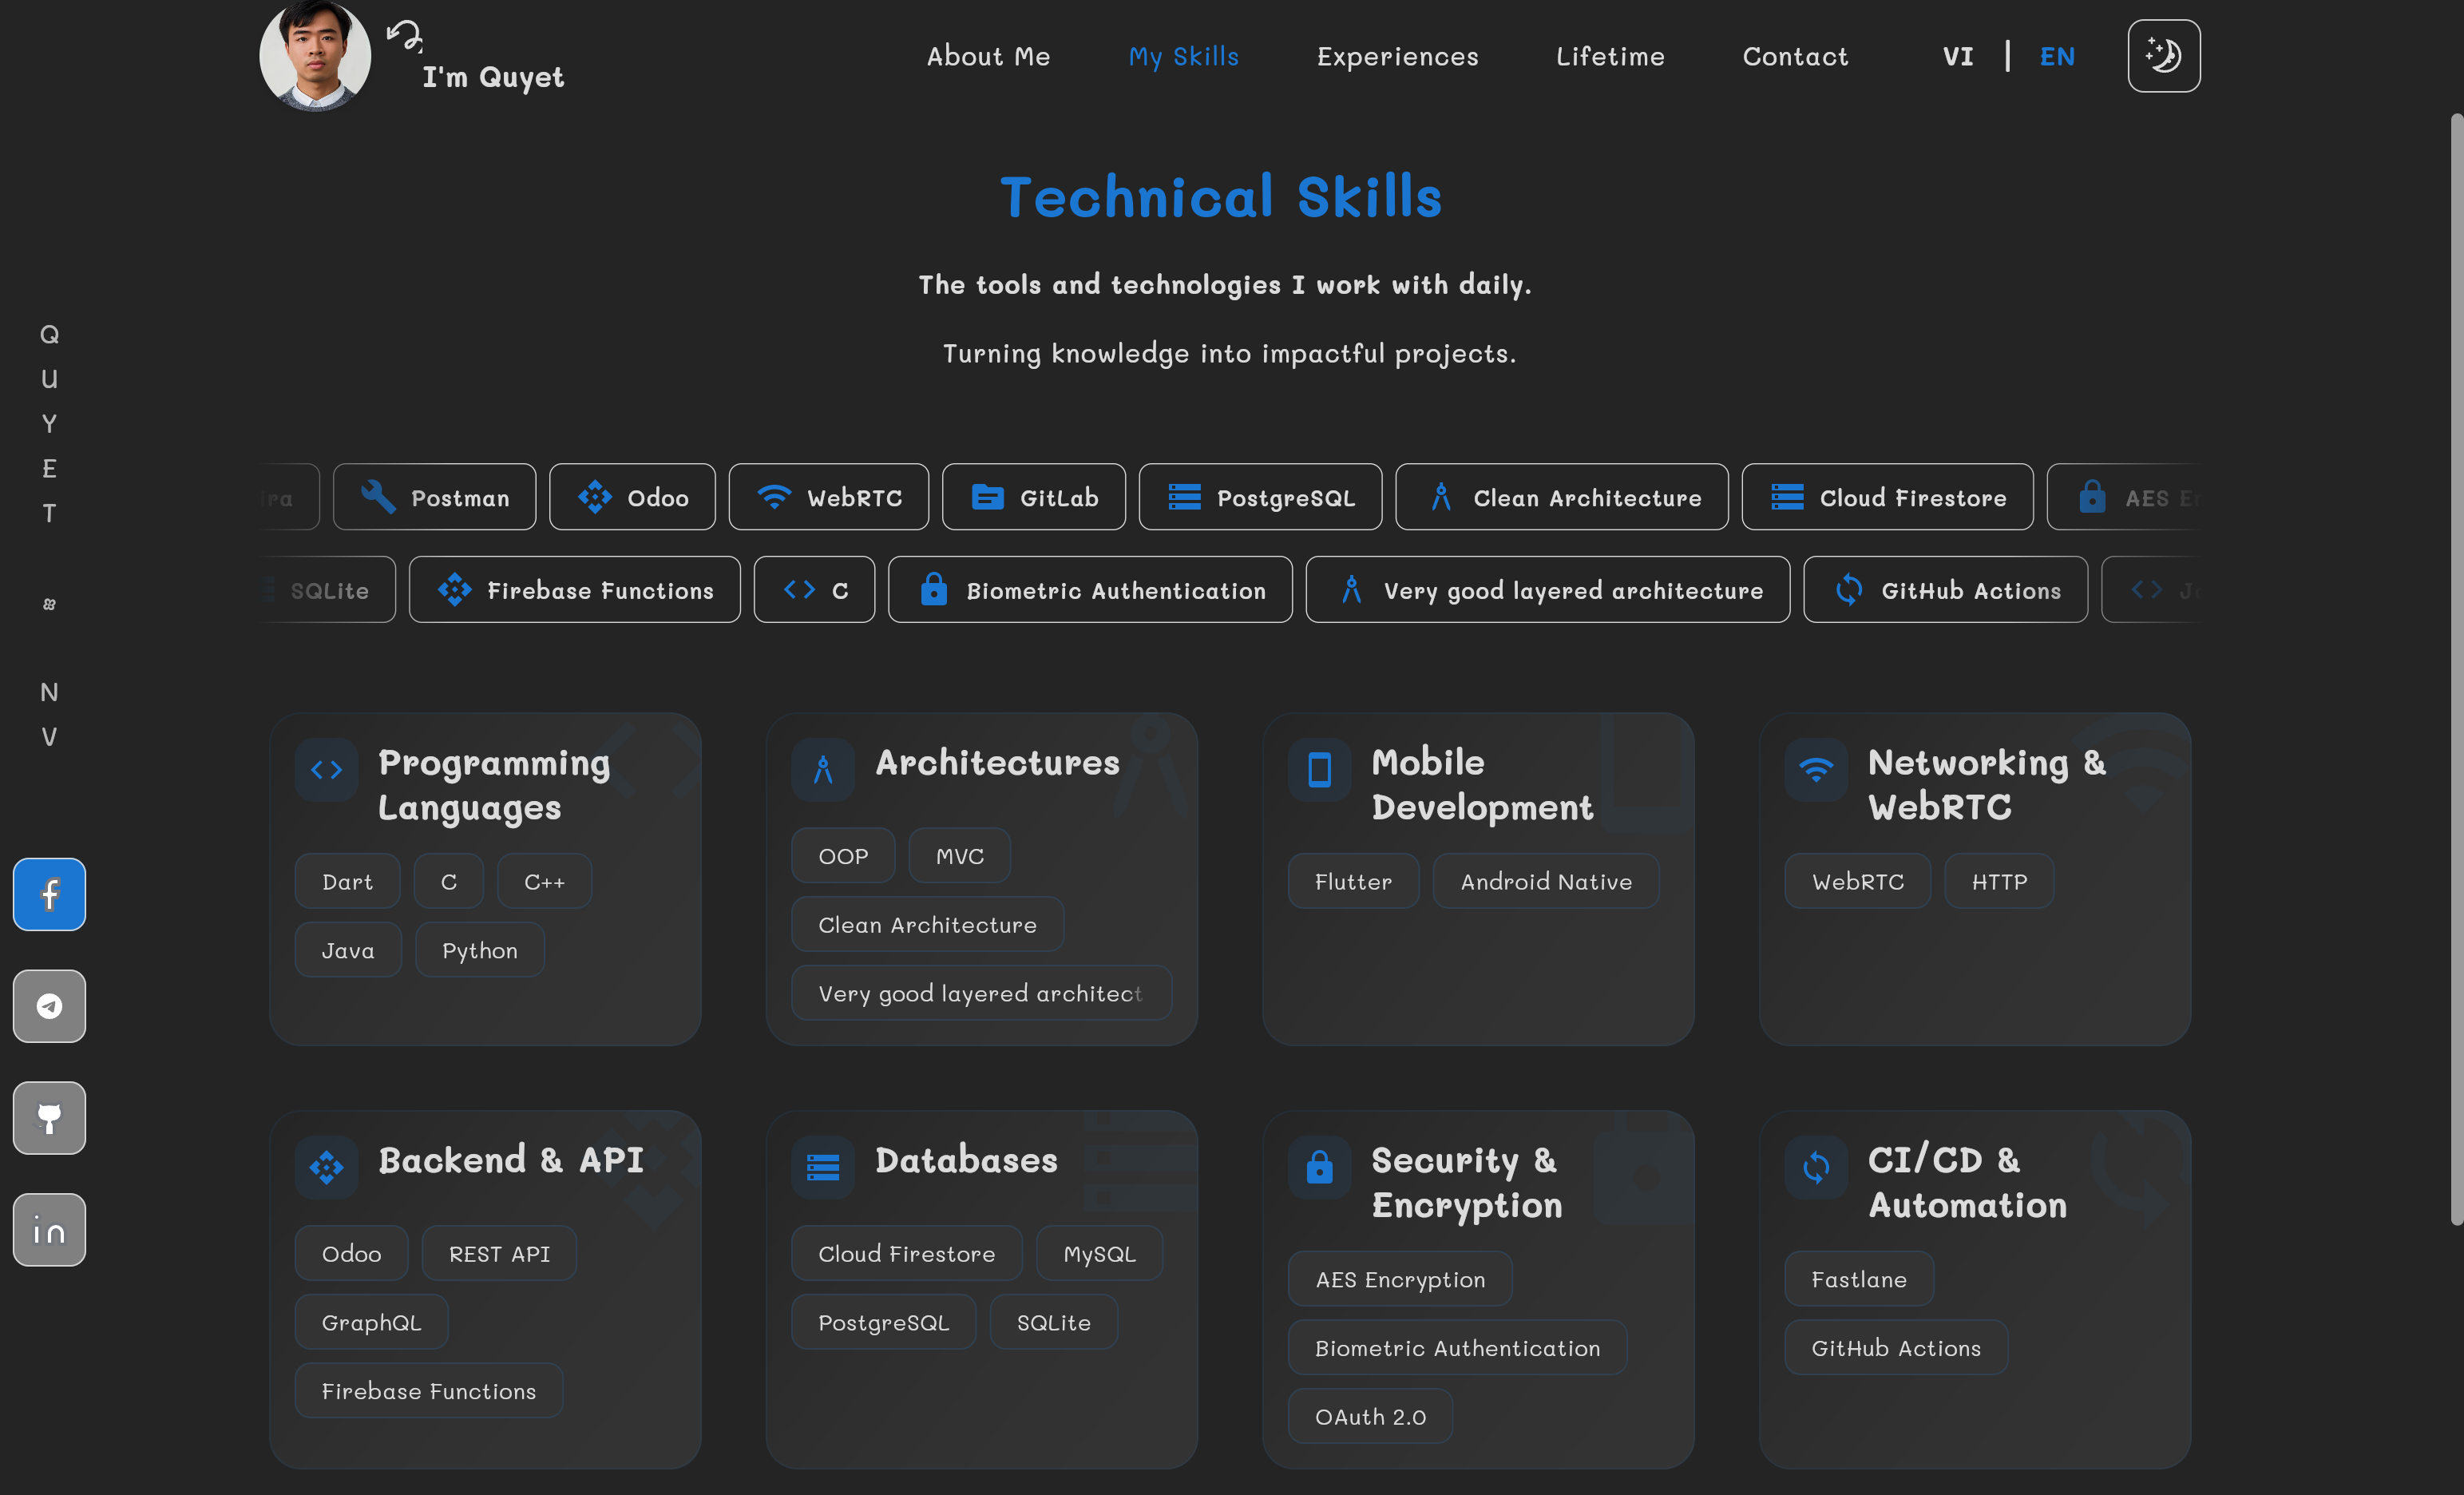 I'm Quyet
About Me
My Skills
Experiences
Lifetime
Contact
VI | EN
Technical Skills
The tools and technologies I work with daily.
Turning knowledge into impactful projects.
Q
U
Y
E
T
N
V
Postman
Odoo
WebRTC
GitLab
PostgreSQL
Clean Architecture
Cloud Firestore
AES
SQLite
Firebase Functions
C
Biometric Authentication
Very good layered architecture
GitHub Actions
Programming
Languages
Dart
C
C++
Java
Python
Architectures
OOP
MVC
Clean Architecture
Very good layered architect
Mobile
Development
Flutter
Android Native
Networking &
WebRTC
WebRTC
HTTP
Backend & API
Odoo
REST API
GraphQL
Firebase Functions
Databases
Cloud Firestore
MySQL
PostgreSQL
SQLite
Security &
Encryption
AES Encryption
Biometric Authentication
OAuth 2.0
CI/CD &
Automation
Fastlane
GitHub Actions
in